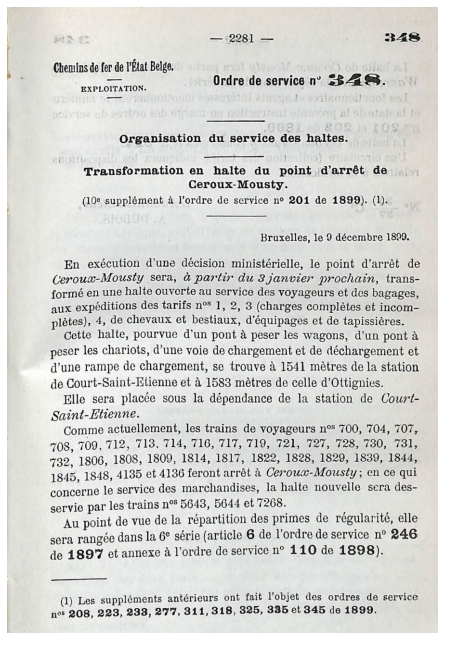 — 2281 — 348
Chemins de fer de l'État Belge.
EXPLOITATION.
Ordre de service n° 348.
Organisation du service des haltes.
Transformation en halte du point d'arrêt de
Ceroux-Mousty.
(10e supplément à l'ordre de service n° 201 de 1899). (1).
Bruxelles, le 9 décembre 1899.
En exécution d'une décision ministérielle, le point d'arrêt de
Ceroux-Mousty sera, à partir du 3 janvier prochain, trans-
formé en une halte ouverte au service des voyageurs et des bagages,
aux expéditions des tarifs nos 1, 2, 3 (charges complètes et incom-
plètes), 4, de chevaux et bestiaux, d'équipages et de tapissières.
Cette halte, pourvue d'un pont à peser les wagons, d'un pont à
peser les chariots, d'une voie de chargement et de déchargement et
d'une rampe de chargement, se trouve à 1541 mètres de la station
de Court-Saint-Etienne et à 1583 mètres de celle d'Ottignies.
Elle sera placée sous la dépendance de la station de Court-
Saint-Etienne.
Comme actuellement, les trains de voyageurs nos 700, 704, 707,
708, 709, 712, 713. 714, 716, 717, 719, 721, 727, 728, 730, 731,
732, 1806, 1808, 1809, 1814, 1817, 1822, 1828, 1829, 1839, 1844,
1845, 1848, 4135 et 4136 feront arrêt à Ceroux-Mousty; en ce qui
concerne le service des marchandises, la halte nouvelle sera des-
servie par les trains nos 5643, 5644 et 7268.
Au point de vue de la répartition des primes de régularité, elle
sera rangée dans la 6e série (article 6 de l'ordre de service n° 246
de 1897 et annexe à l'ordre de service n° 110 de 1898).
(1) Les suppléments antérieurs ont fait l'objet des ordres de service
nos 208, 223, 233, 277, 311, 318, 325, 335 et 345 de 1899.